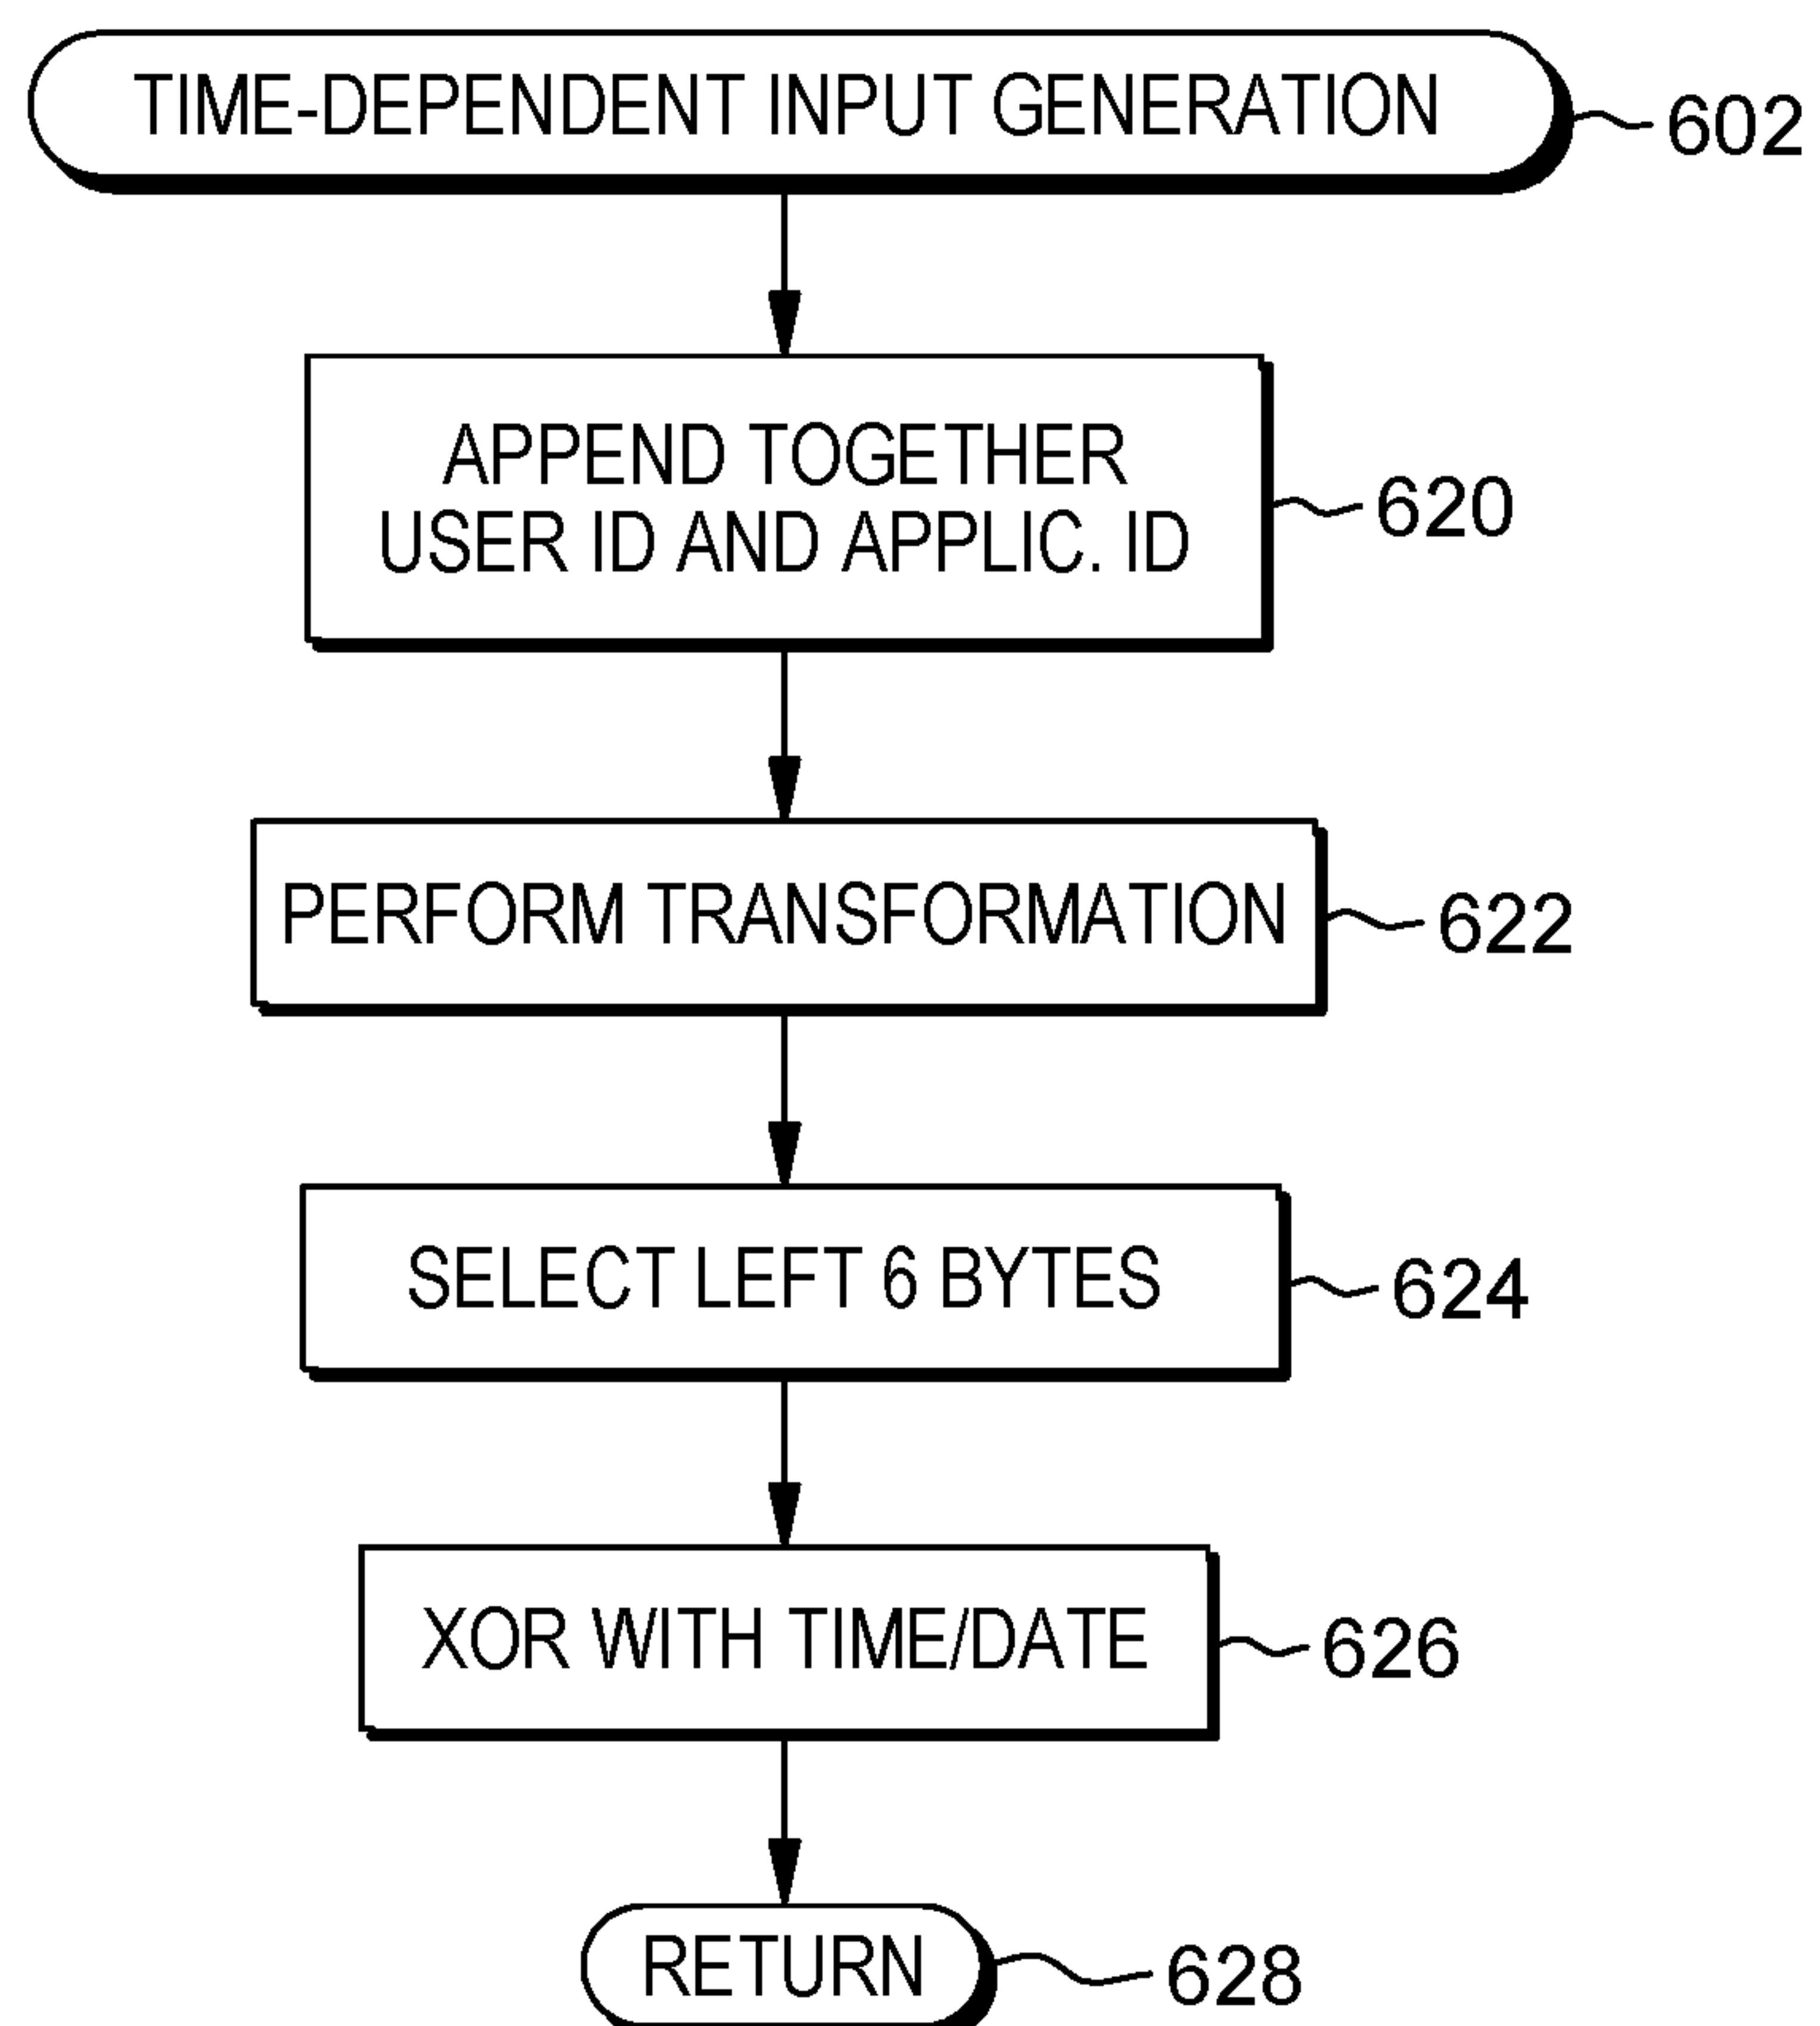 TIME-DEPENDENT INPUT GENERATION
602
APPEND TOGETHER
USER ID AND APPLIC. ID
620
PERFORM TRANSFORMATION
622
SELECT LEFT 6 BYTES
624
XOR WITH TIME/DATE
626
RETURN
628